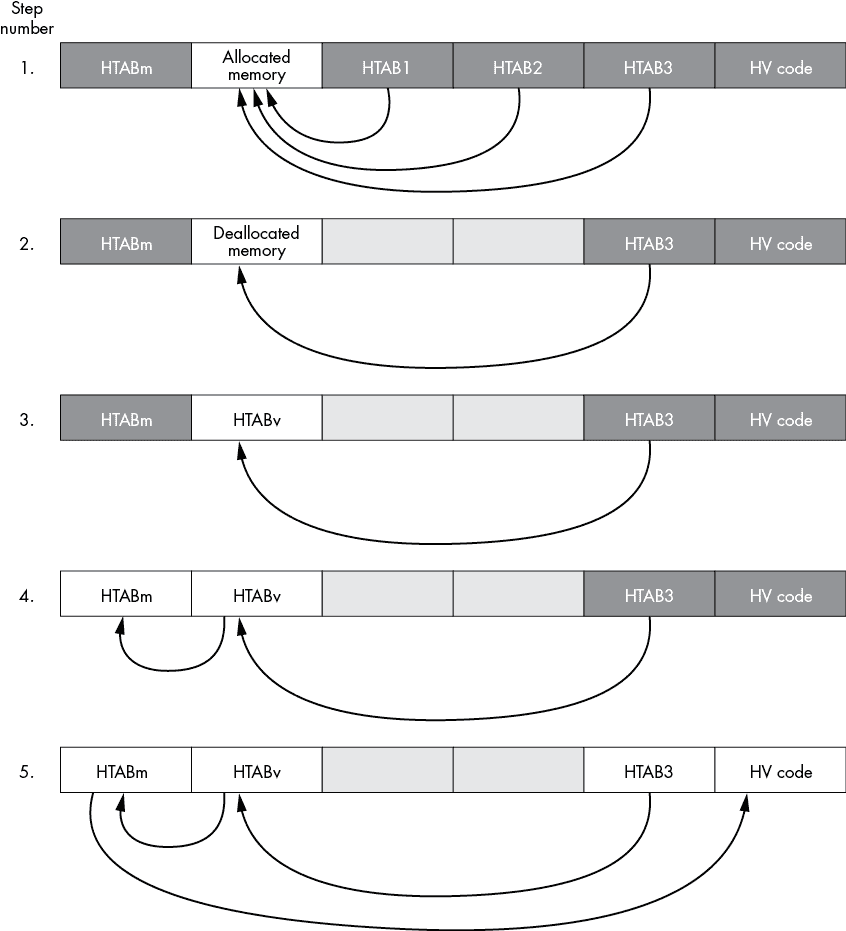 Step
number
1.
HTABm
Allocated
memory
HTAB1
HTAB2
HTAB3
HV code
2.
HTABm
Deallocated
memory
HTAB3
HV code
3.
HTABm
HTABv
HTAB3
HV code
4.
HTABm
HTABv
HTAB3
HV code
5.
HTABm
HTABv
HTAB3
HV code